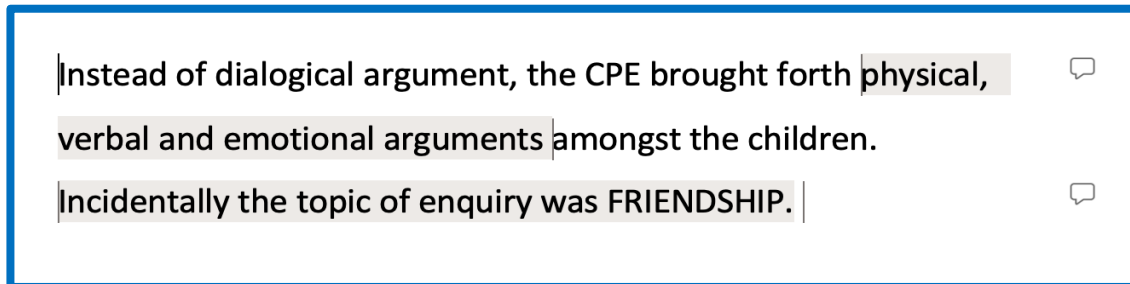 Instead of dialogical argument, the CPE brought forth physical,
verbal and emotional arguments amongst the children.
Incidentally the topic of enquiry was FRIENDSHIP.